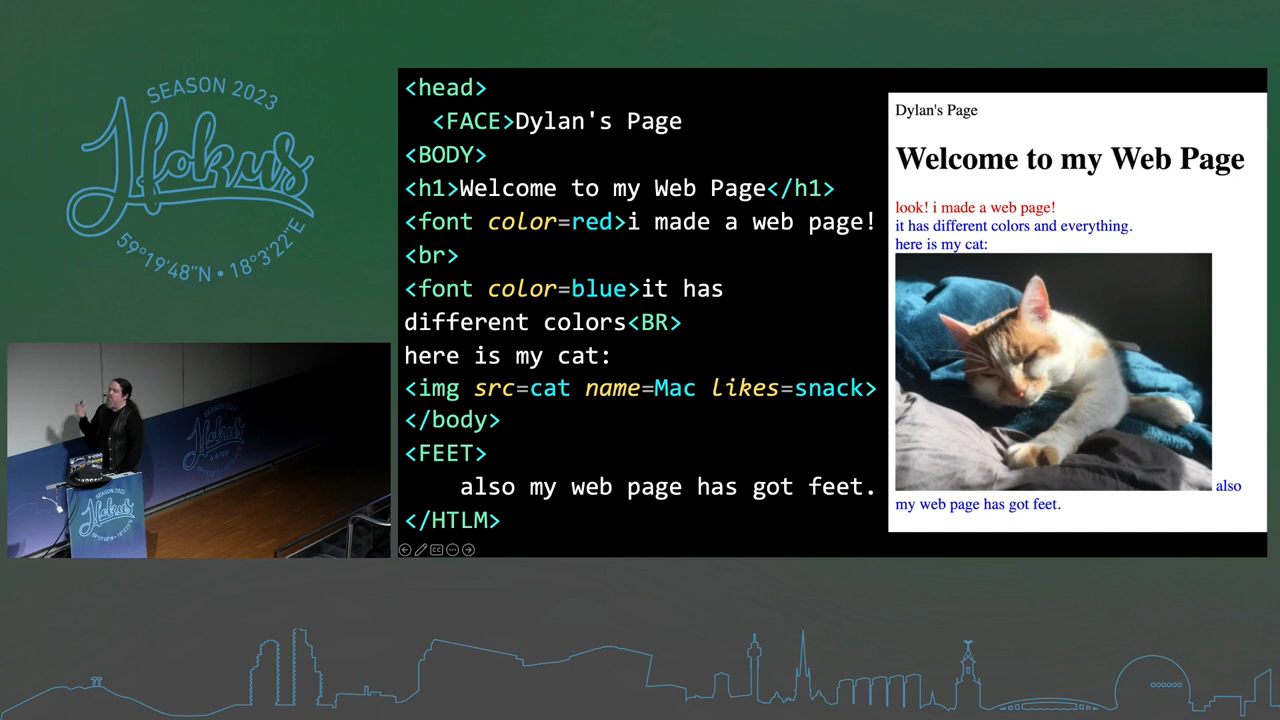 SEASON 2023
Hokus
59°19'48"N • 18°3'22"E
<head>
<FACE>Dylan's Page
<BODY>
<h1>Welcome to my Web Page</h1>
<font color=red>i made a web page!
<br>
<font color=blue>it has
different colors<BR>
here is my cat:
<img src=cat name=Mac likes=snack>
</body>
<FEET>
also my web page has got feet.
</HTLM>
Dylan's Page
Welcome to my Web Page
look! i made a web page!
it has different colors and everything.
here is my cat:
also
my web page has got feet.
Hokus
Hokus